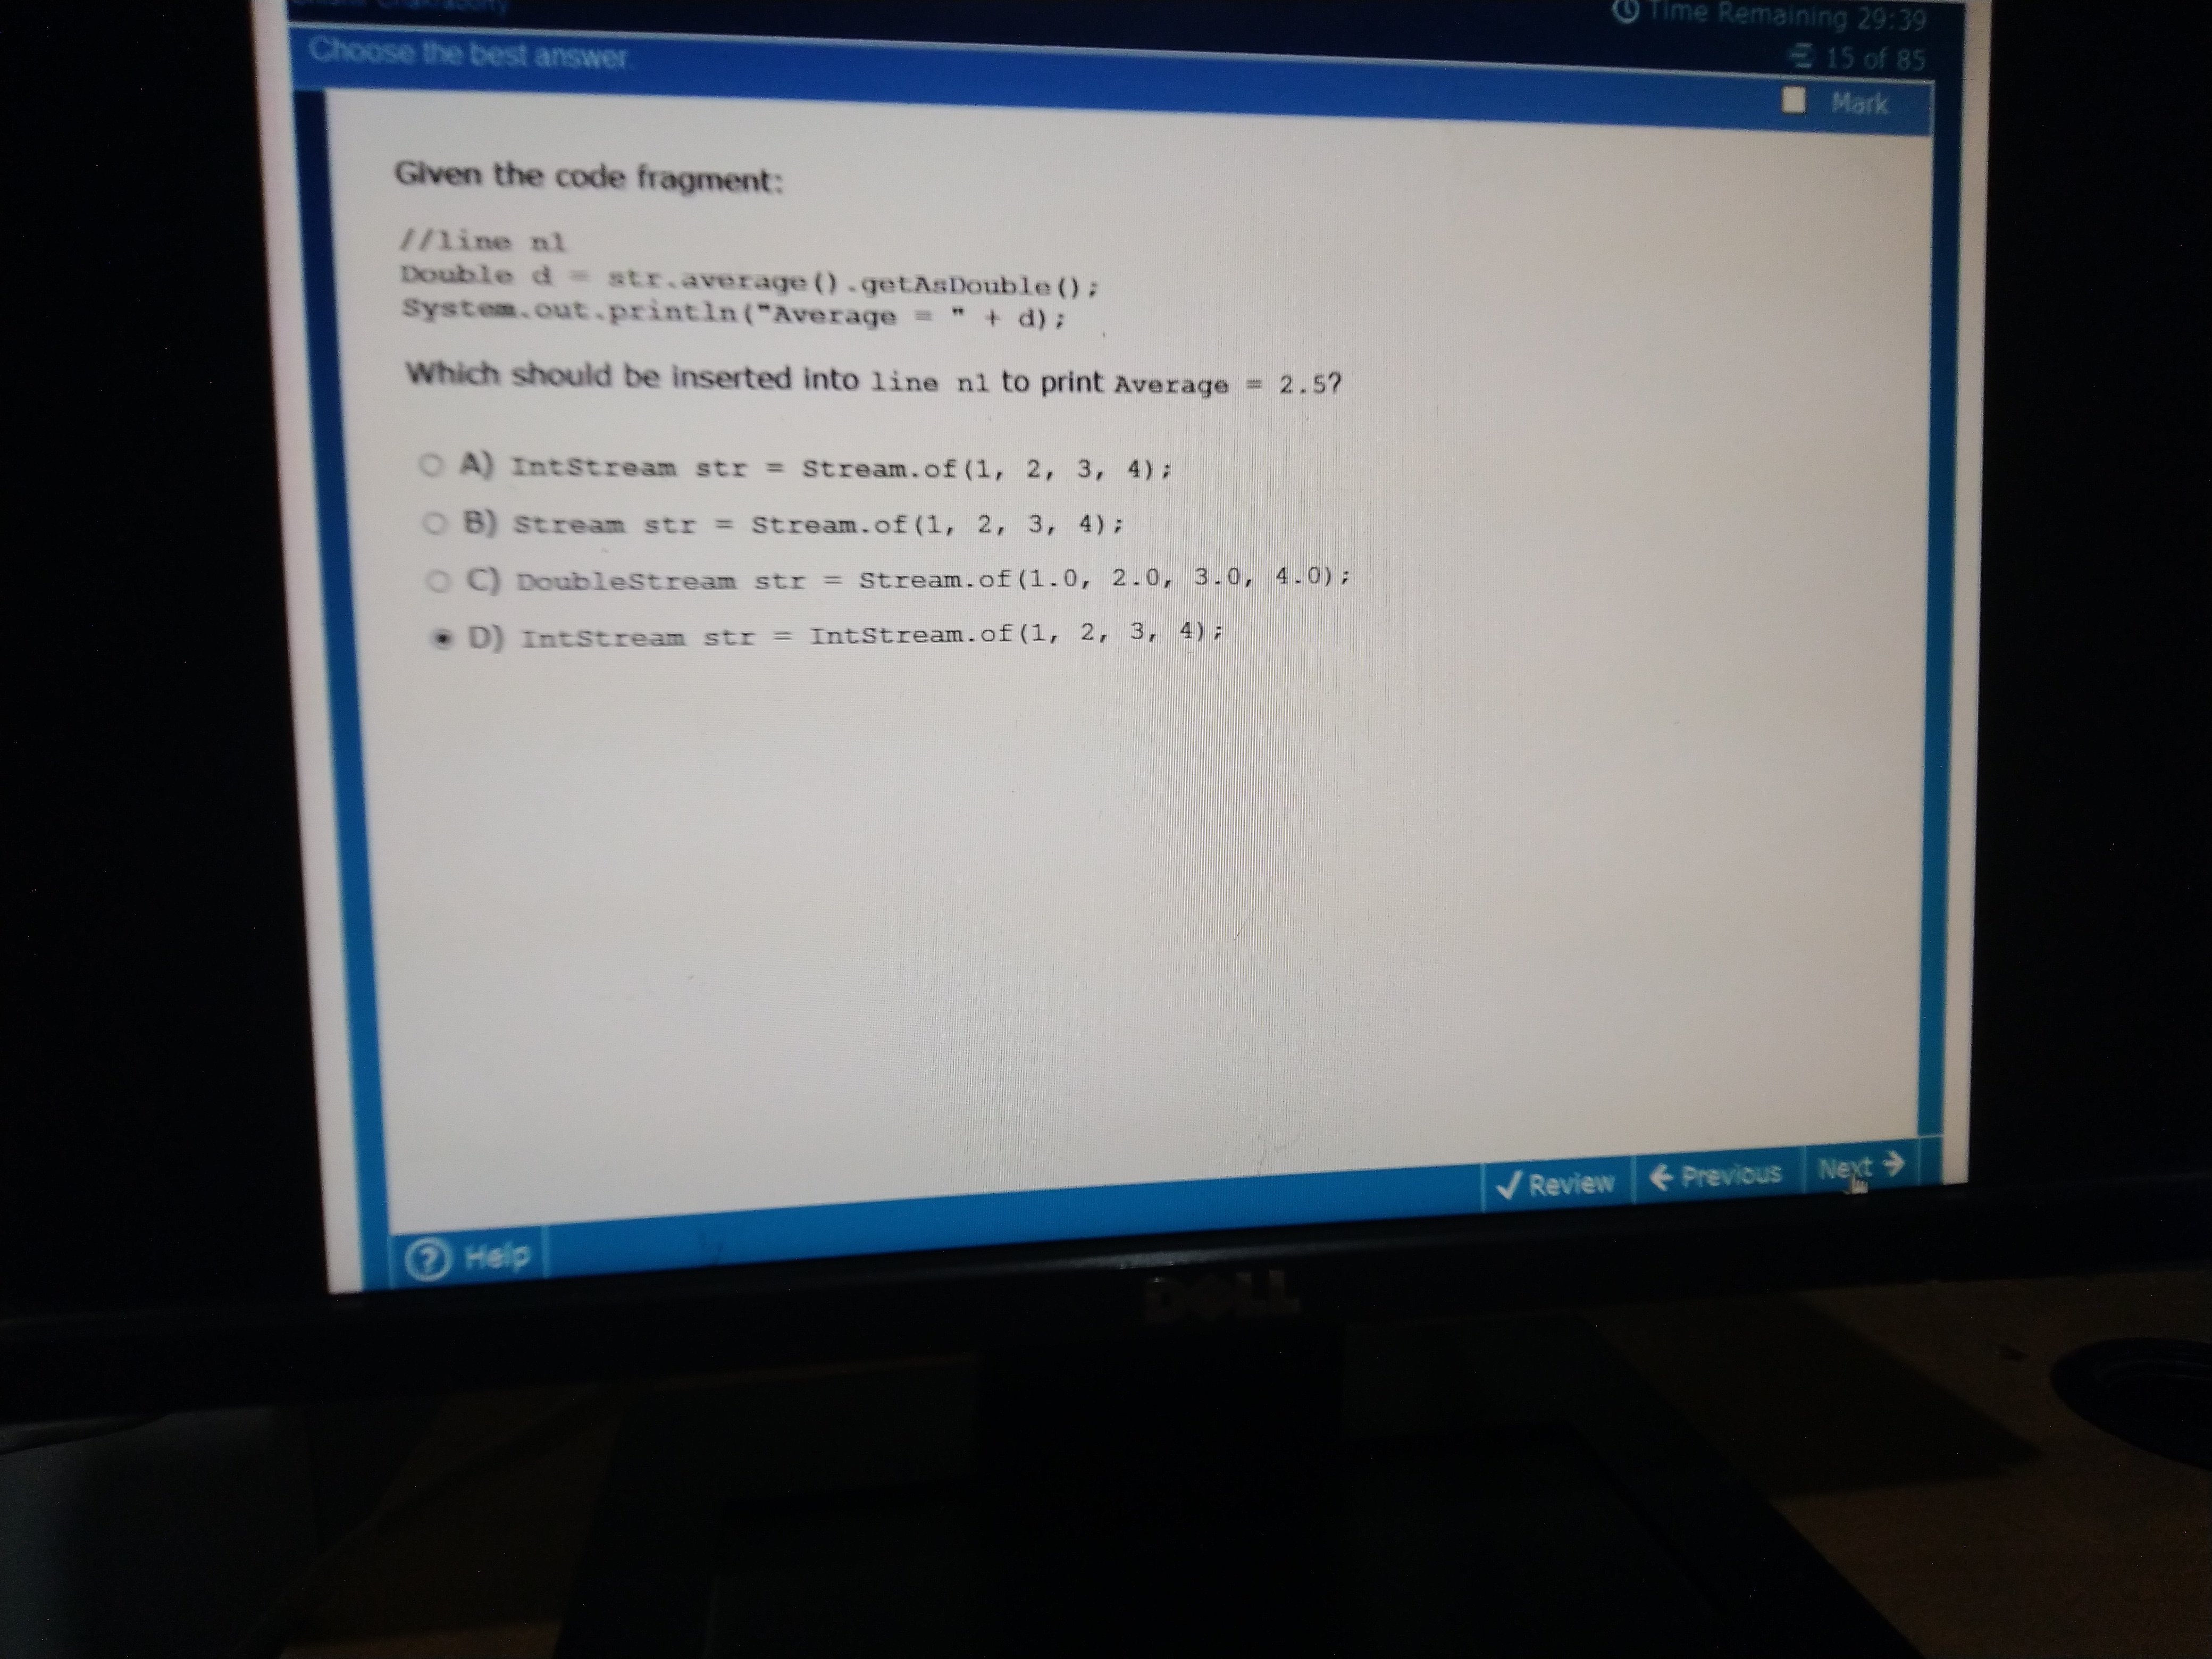 Time Remaining 29:39
Choose the best answer.
15 of 85
Mark
Given the code fragment:
//line n1
Double d = str.average().getAsDouble();
System.out.println("Average = " + d);
Which should be inserted into line n1 to print Average = 2.5?
A) IntStream str = Stream.of(1, 2, 3, 4);
B) Stream str = Stream.of(1, 2, 3, 4);
C) DoubleStream str = Stream.of(1.0, 2.0, 3.0, 4.0);
D) IntStream str = IntStream.of(1, 2, 3, 4);
Review Previous Next
? Help
DELL